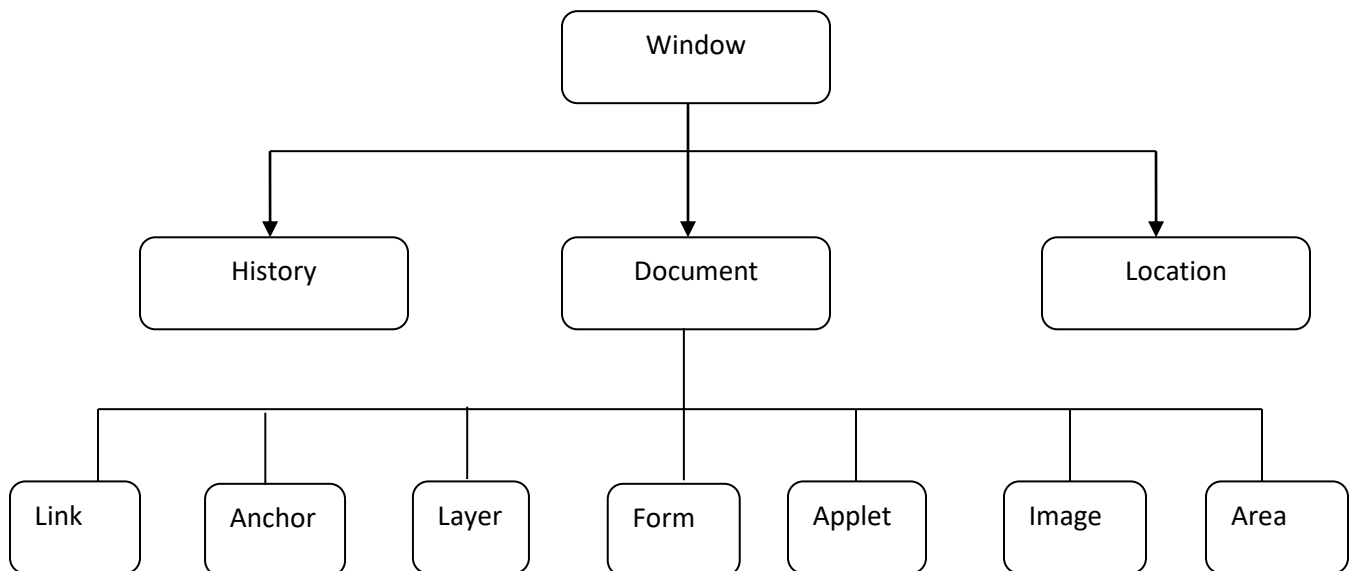 Window
History
Document
Location
Link
Anchor
Layer
Form
Applet
Image
Area